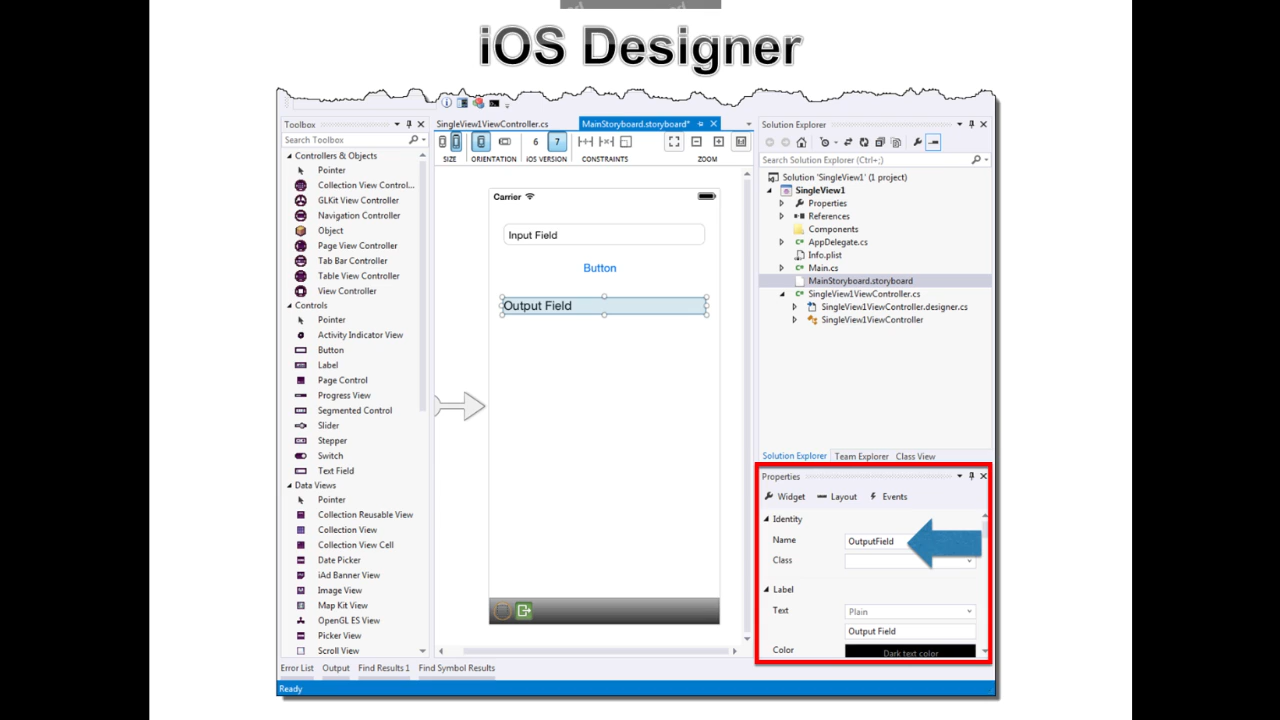 iOS Designer
Toolbox
Search Toolbox
Controllers & Objects
Pointer
Collection View Control...
GLKit View Controller
Navigation Controller
Object
Page View Controller
Tab Bar Controller
Table View Controller
View Controller
Controls
Pointer
Activity Indicator View
Button
Label
Page Control
Progress View
Segmented Control
Slider
Stepper
Switch
Text Field
Data Views
Pointer
Collection Reusable View
Collection View
Collection View Cell
Date Picker
iAd Banner View
Image View
Map Kit View
OpenGL ES View
Picker View
Scroll View
SingleView1ViewController.cs
MainStoryboard.storyboard*
6
7
SIZE
ORIENTATION
iOS VERSION
CONSTRAINTS
ZOOM
Carrier
Input Field
Button
Output Field
Solution Explorer
Search Solution Explorer (Ctrl+;)
Solution 'SingleView1' (1 project)
SingleView1
Properties
References
Components
AppDelegate.cs
Info.plist
Main.cs
MainStoryboard.storyboard
SingleView1ViewController.cs
SingleView1ViewController.designer.cs
SingleView1ViewController
Solution Explorer
Team Explorer
Class View
Properties
Widget
Layout
Events
Identity
Name
OutputField
Class
Label
Text
Plain
Output Field
Color
Dark text color
Error List
Output
Find Results 1
Find Symbol Results
Ready